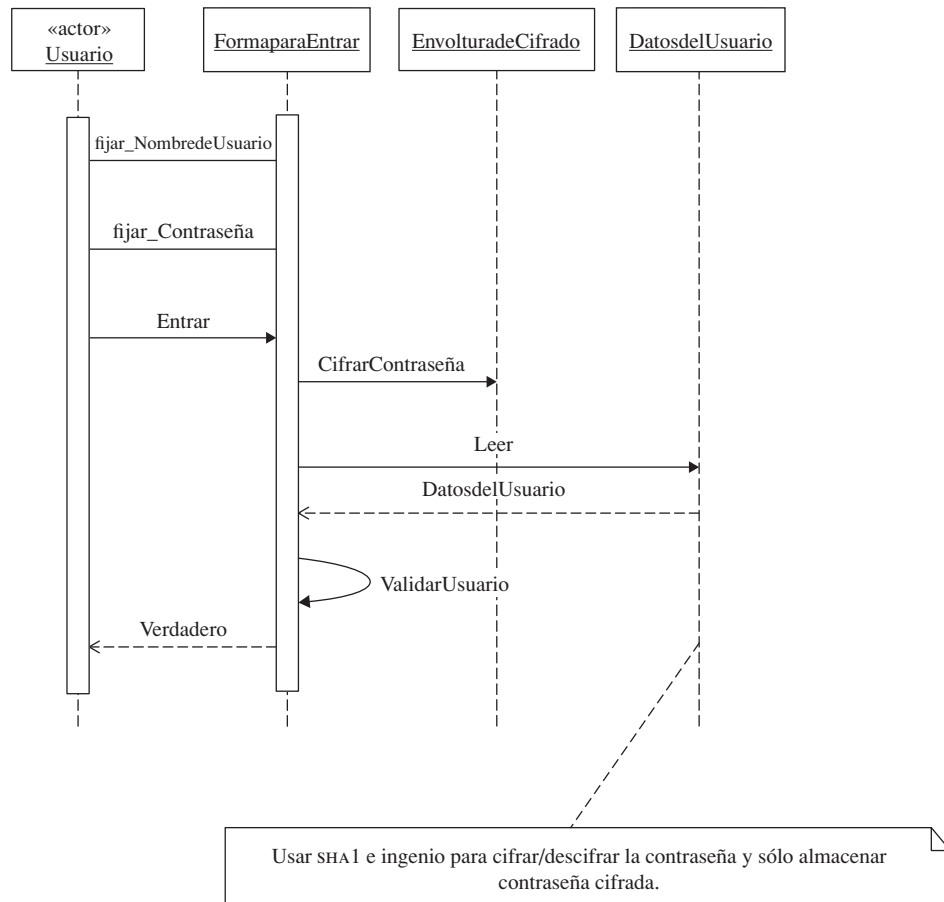 «actor»
Usuario
FormaparaEntrar
EnvolturadeCifrado
DatosdelUsuario
fijar_NombredeUsuario
fijar_Contraseña
Entrar
CifrarContraseña
Leer
DatosdelUsuario
ValidarUsuario
Verdadero
Usar SHA1 e ingenio para cifrar/descifrar la contraseña y sólo almacenar
contraseña cifrada.